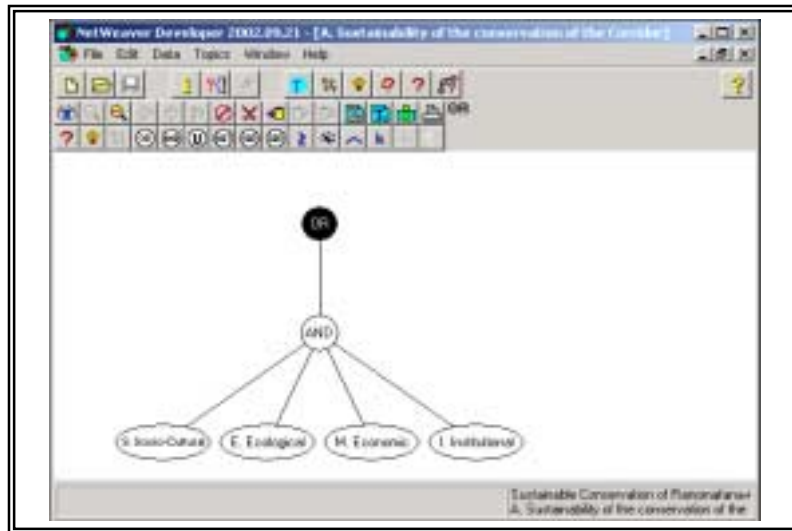 NetWeaver Developer 2002.09.21 - [A. Sustainability of the conservation of the Corridor]
File Edit Data Topics Window Help
OR
OR
AND
S. Socio-Cultural E. Ecological M. Economic I. Institutional
Sustainable Conservation of Ranomafana
A. Sustainability of the conservation of the